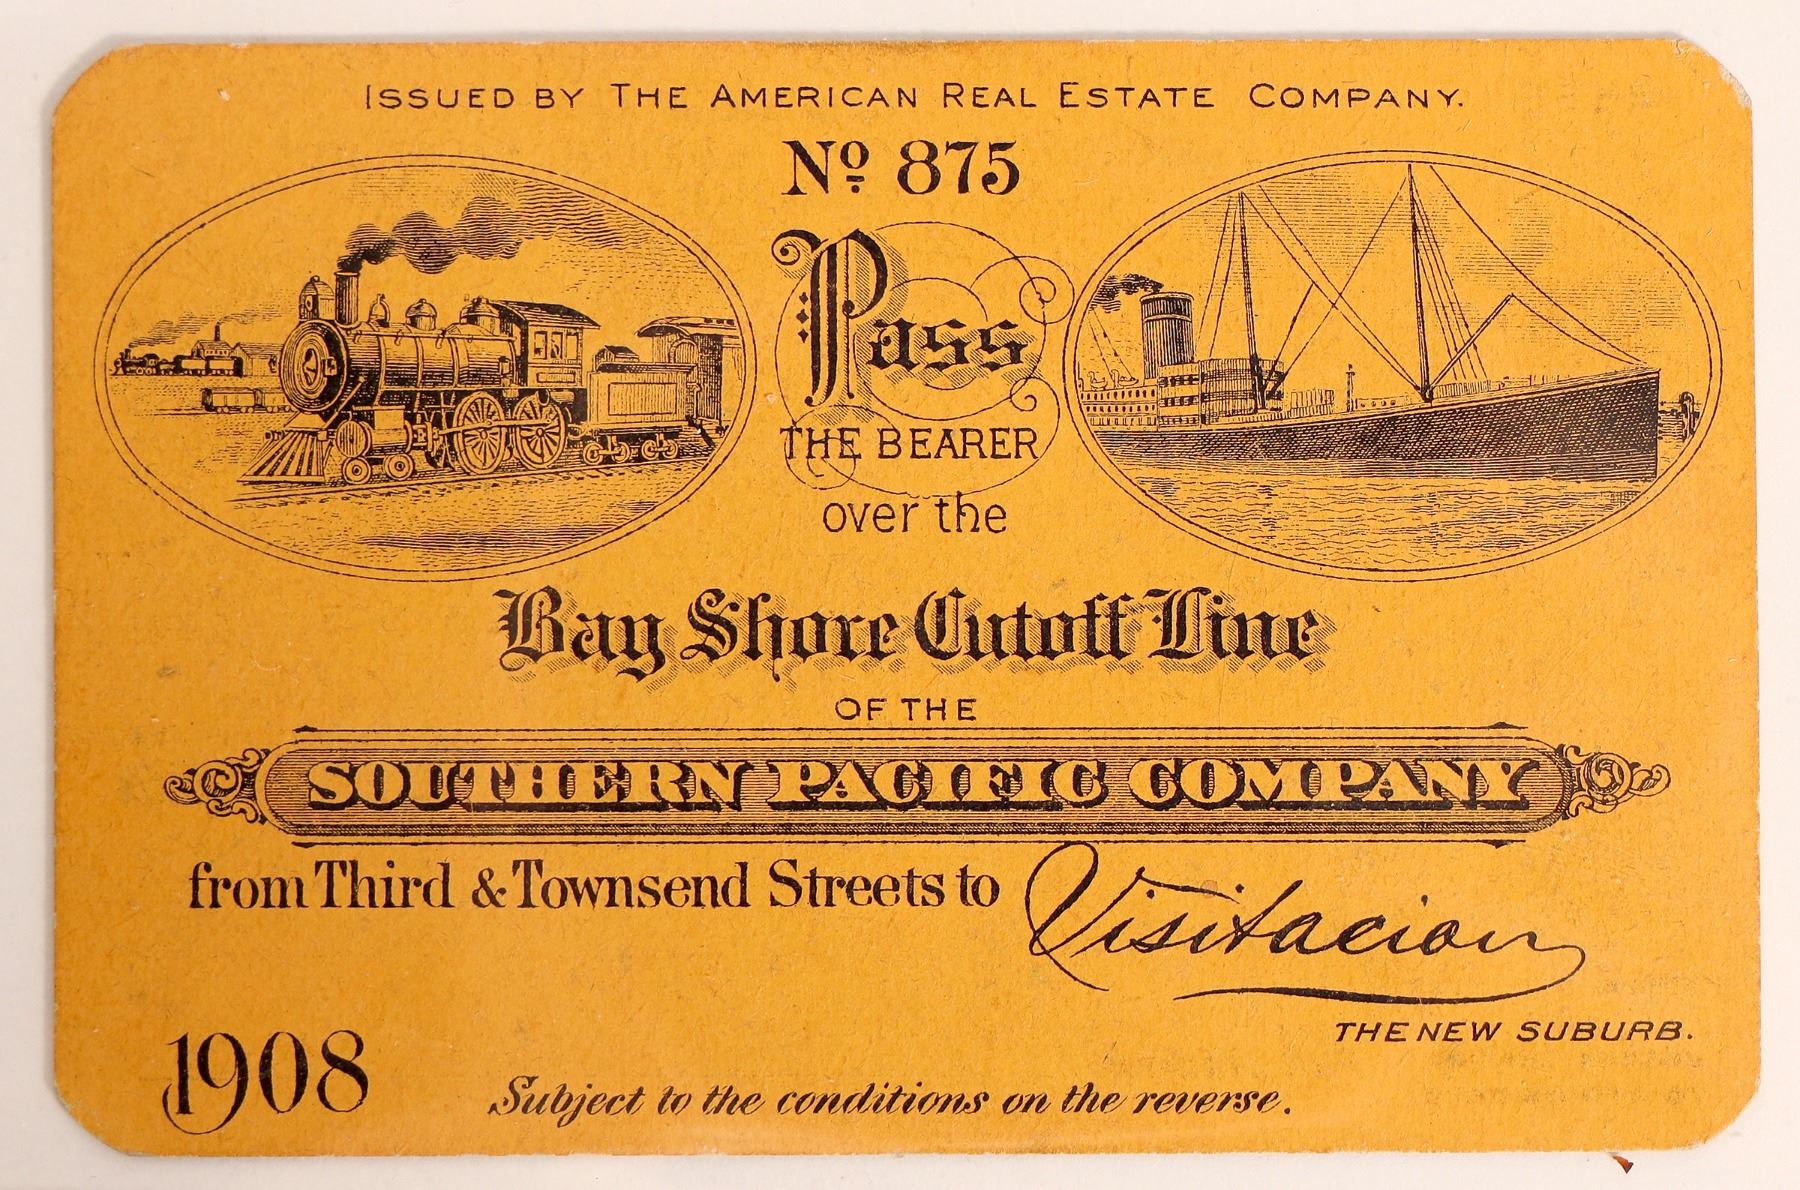 ISSUED BY THE AMERICAN REAL ESTATE COMPANY.
Nº 875
Pass
THE BEARER
over the
Bay Shore Cutoff Line
OF THE
SOUTHERN PACIFIC COMPANY
from Third & Townsend Streets to Visitacion
THE NEW SUBURB.
1908
Subject to the conditions on the reverse.